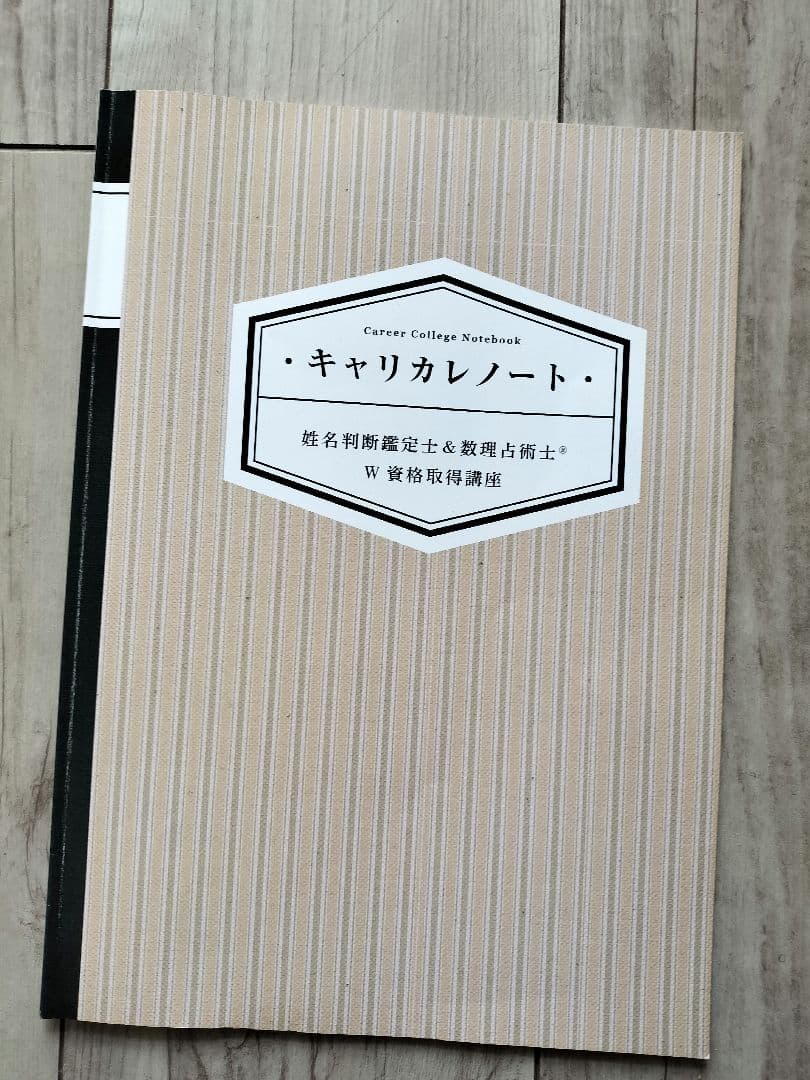 Career College Notebook
・キャリカレノート・
姓名判断鑑定士＆数理占術士®
W 資格取得講座